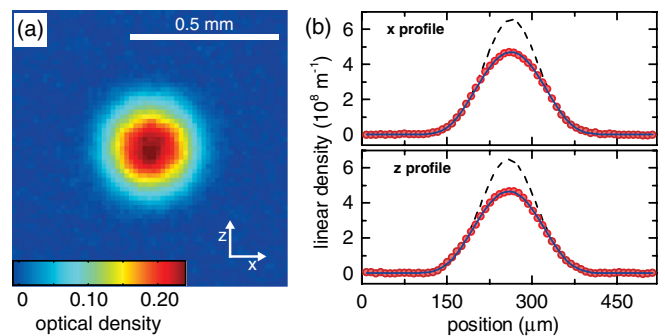 (a)
0.5 mm
z
x
0 0.10 0.20
optical density
(b)
x profile
6
4
2
0
z profile
6
4
2
0
linear density (10⁸ m⁻¹)
0 150 300 450
position (μm)